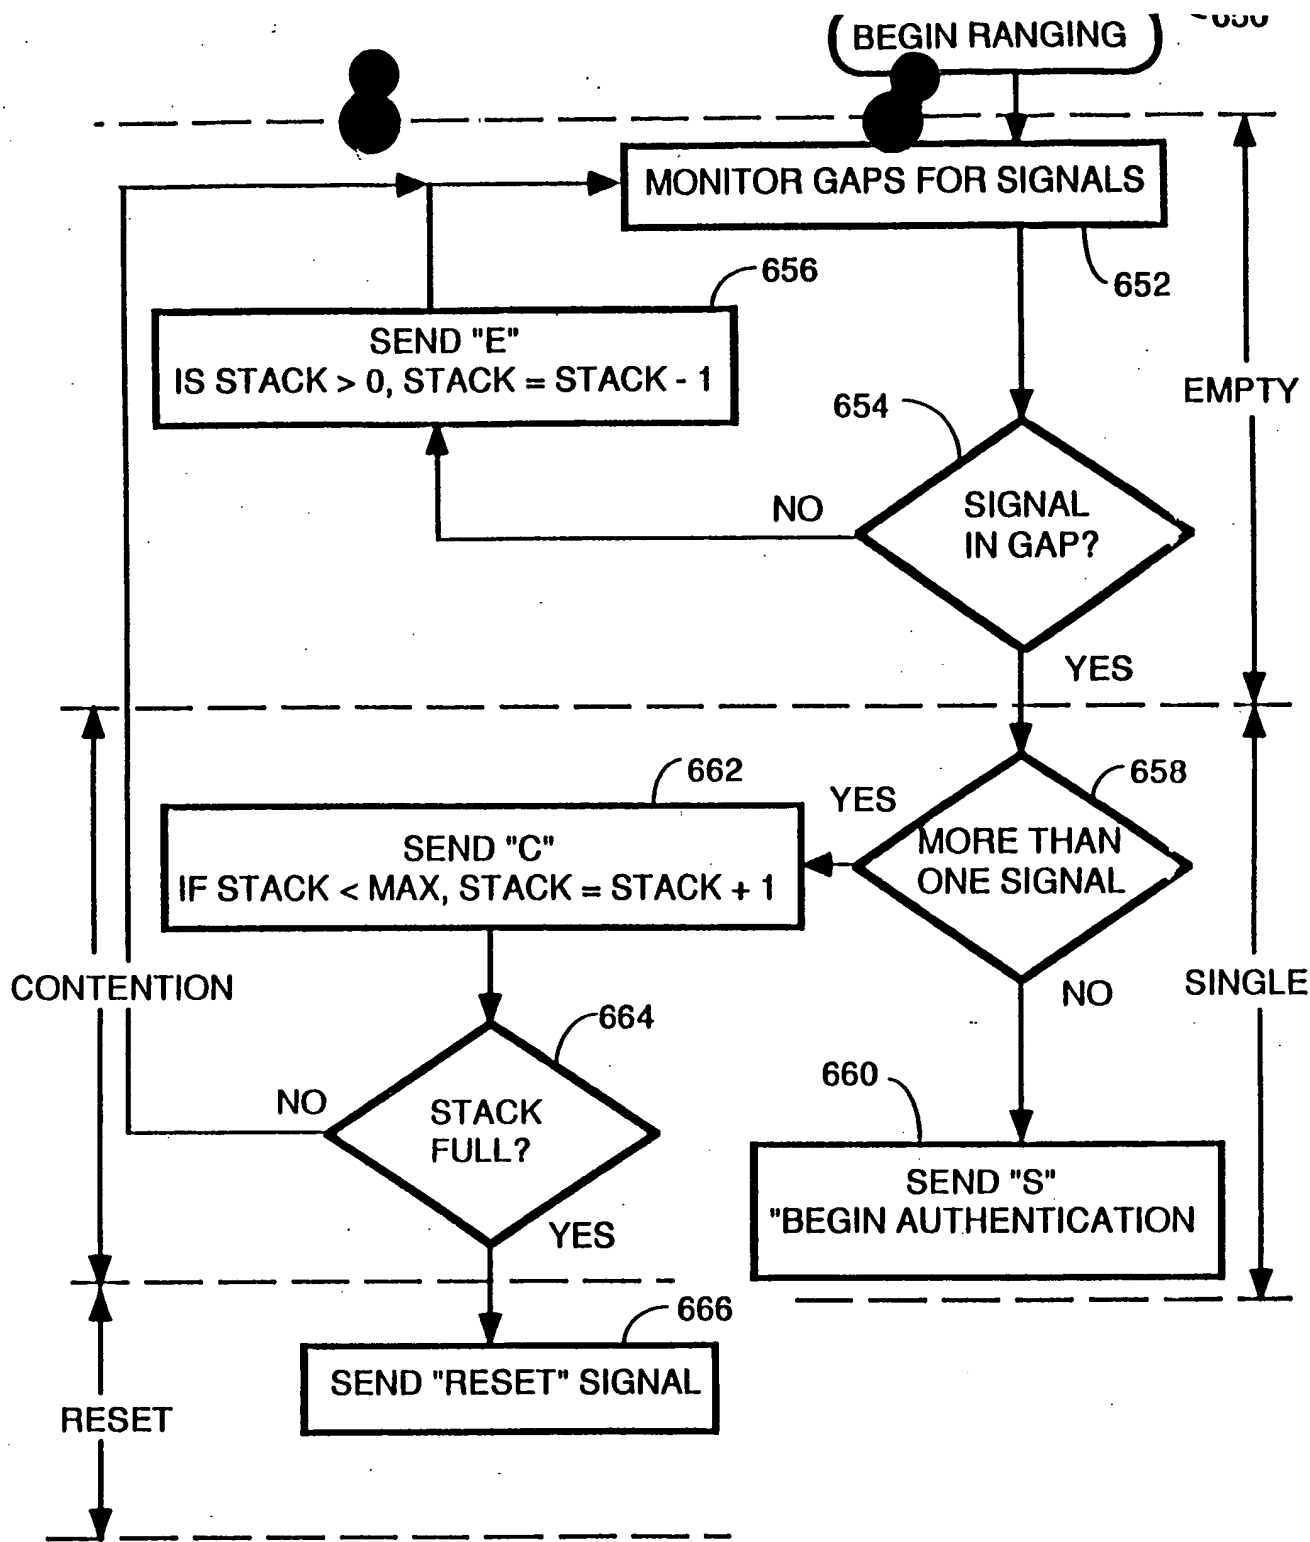 BEGIN RANGING
MONITOR GAPS FOR SIGNALS
652
656
SEND "E"
IS STACK > 0, STACK = STACK - 1
EMPTY
654
SIGNAL
IN GAP?
NO
YES
658
MORE THAN
ONE SIGNAL
YES
NO
662
SEND "C"
IF STACK < MAX, STACK = STACK + 1
CONTENTION
SINGLE
664
STACK
FULL?
NO
YES
660
SEND "S"
"BEGIN AUTHENTICATION
666
SEND "RESET" SIGNAL
RESET